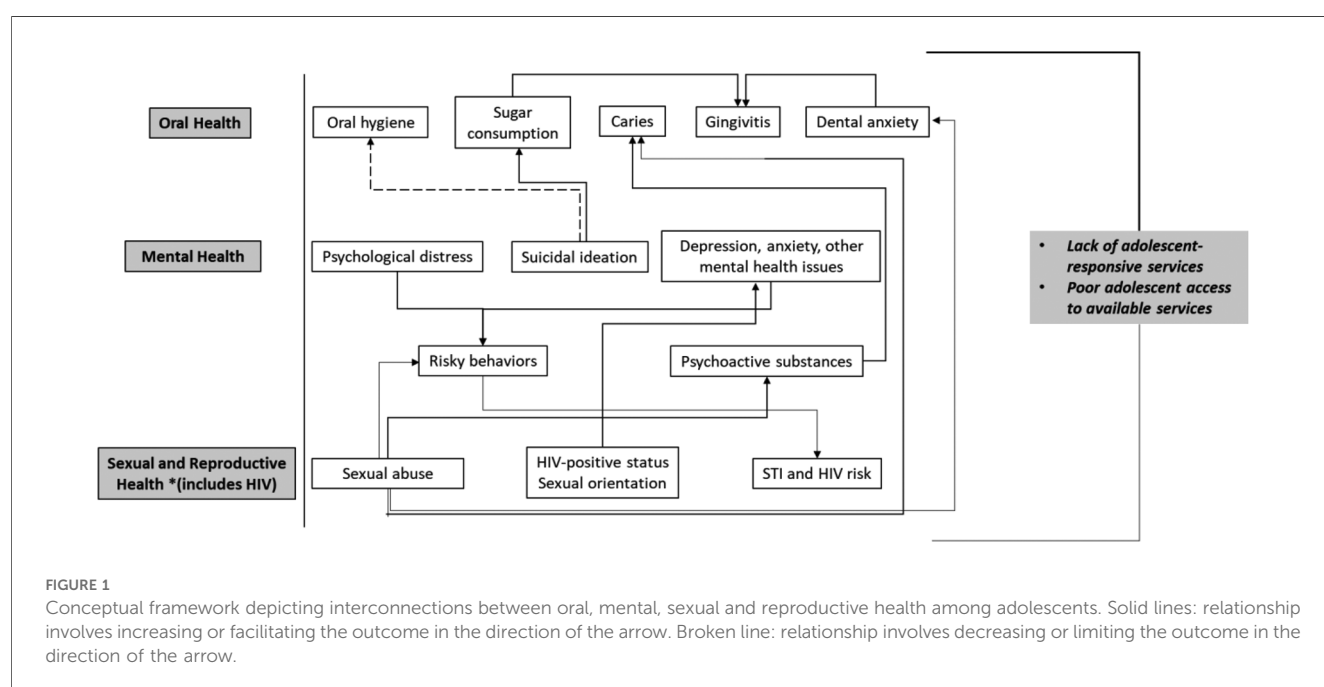 Oral Health
Oral hygiene
Sugar
consumption
Caries
Gingivitis
Dental anxiety
Mental Health
Psychological distress
Suicidal ideation
Depression, anxiety, other
mental health issues
• Lack of adolescent-
responsive services
• Poor adolescent access
to available services
Risky behaviors
Psychoactive substances
Sexual and Reproductive
Health *(includes HIV)
Sexual abuse
HIV-positive status
Sexual orientation
STI and HIV risk
FIGURE 1
Conceptual framework depicting interconnections between oral, mental, sexual and reproductive health among adolescents. Solid lines: relationship
involves increasing or facilitating the outcome in the direction of the arrow. Broken line: relationship involves decreasing or limiting the outcome in the
direction of the arrow.